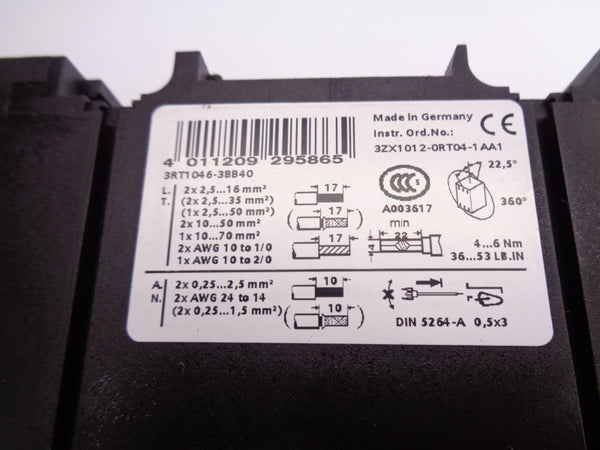 4 011209 295865
3RT1046-3BB40
Made in Germany
Instr. Ord.No.:
3ZX1012-0RT04-1AA1
CE
CCC S
A003617
22,5°
360°
L. 2x 2,5...16 mm²
T. (2x 2,5...35 mm²)
(1x 2,5...50 mm²)
2x 10...50 mm²
1x 10...70 mm²
2x AWG 10 to 1/0
1x AWG 10 to 2/0
17
17
17
min
22
4
4...6 Nm
36...53 LB.IN
A. 2x 0,25...2,5 mm²
N. 2x AWG 24 to 14
(2x 0,25...1,5 mm²)
10
10
DIN 5264-A 0,5x3